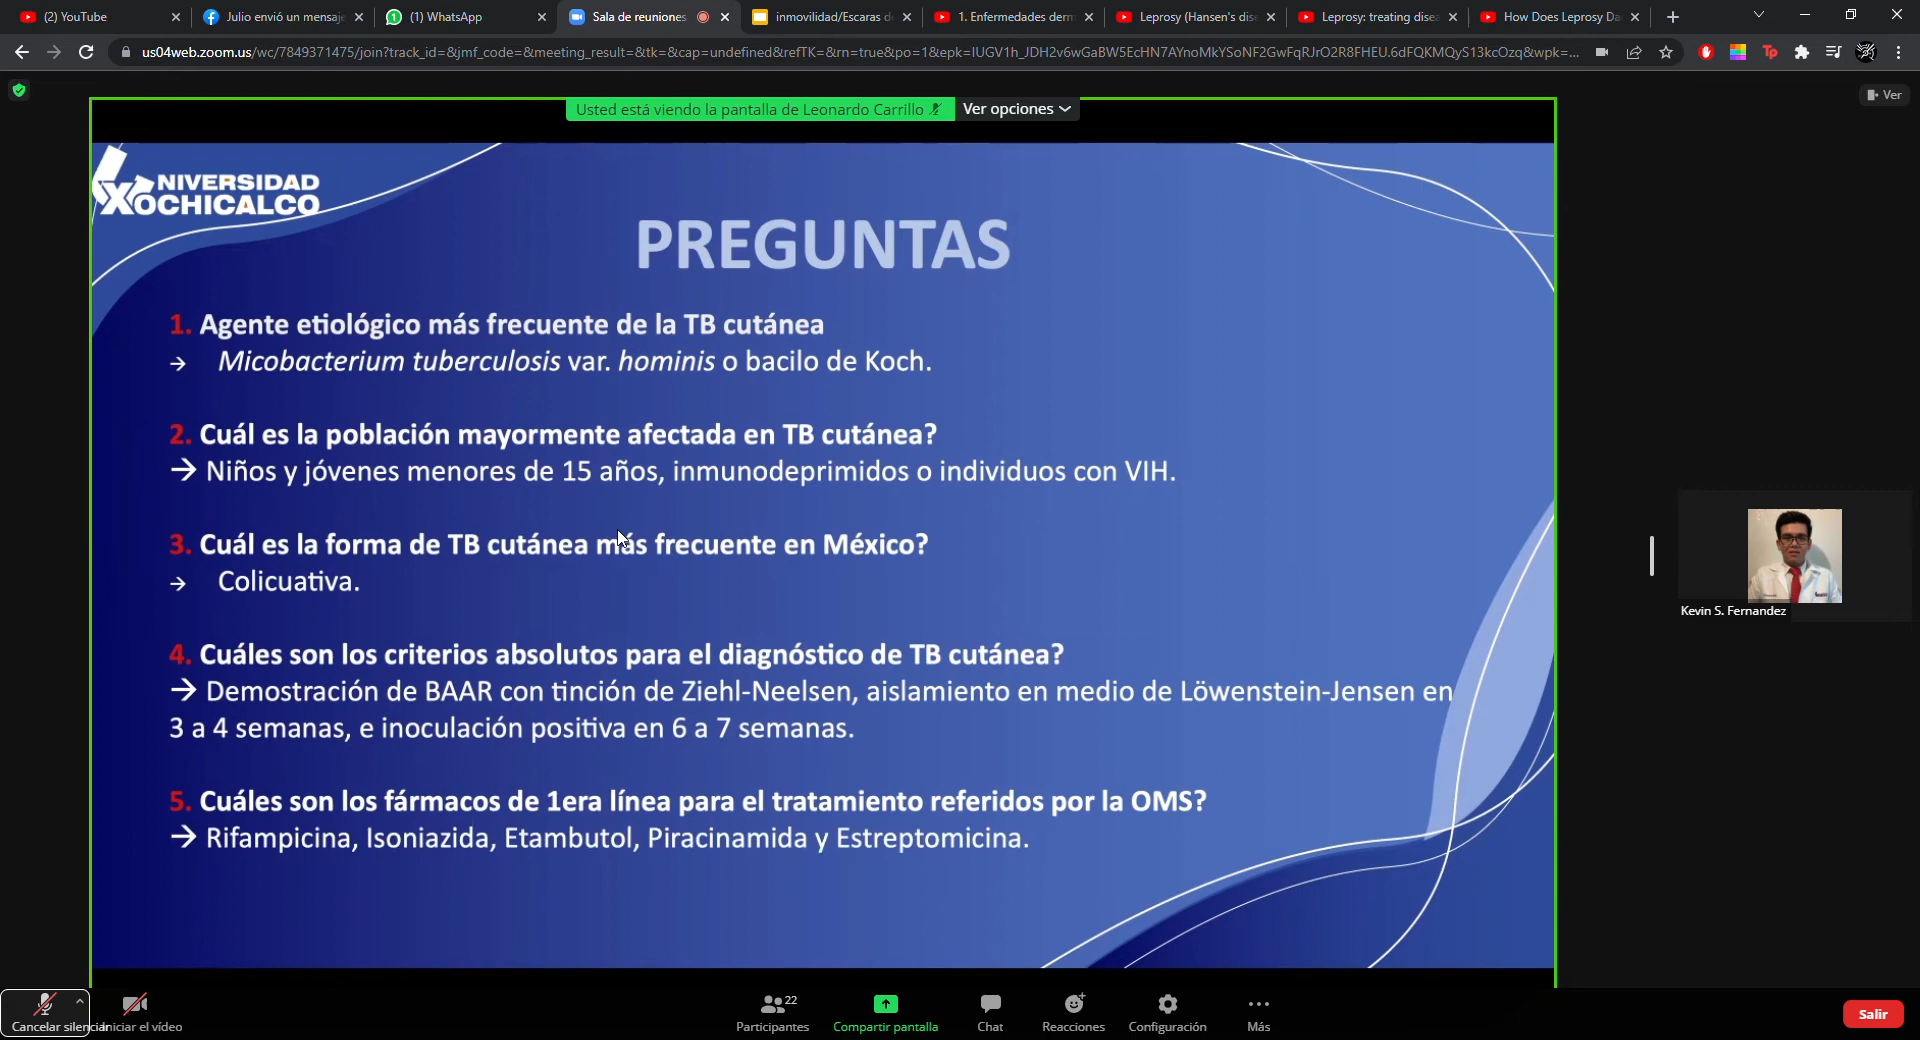 (2) YouTube
Julio envió un mensaje
(1) WhatsApp
Sala de reuniones
inmovilidad/Escaras d
1. Enfermedades derm
Leprosy (Hansen's dise
Leprosy: treating disea
How Does Leprosy Da
us04web.zoom.us/wc/7849371475/join?track_id=&jmf_code=&meeting_result=&tk=&cap=undefined&refTK=&rn=true&po=1&epk=
Usted está viendo la pantalla de Leonardo Carrillo
Ver opciones
Ver
UNIVERSIDAD
XOCHICALCO
PREGUNTAS
1. Agente etiológico más frecuente de la TB cutánea
→ Micobacterium tuberculosis var. hominis o bacilo de Koch.
2. Cuál es la población mayormente afectada en TB cutánea?
→ Niños y jóvenes menores de 15 años, inmunodeprimidos o individuos con VIH.
3. Cuál es la forma de TB cutánea más frecuente en México?
→ Colicuativa.
4. Cuáles son los criterios absolutos para el diagnóstico de TB cutánea?
→ Demostración de BAAR con tinción de Ziehl-Neelsen, aislamiento en medio de Löwenstein-Jensen en
3 a 4 semanas, e inoculación positiva en 6 a 7 semanas.
5. Cuáles son los fármacos de 1era línea para el tratamiento referidos por la OMS?
→ Rifampicina, Isoniazida, Etambutol, Piracinamida y Estreptomicina.
Kevin S. Fernandez
Cancelar silenciar
Iniciar el vídeo
22
Participantes
Compartir pantalla
Chat
Reacciones
Configuración
Más
Salir